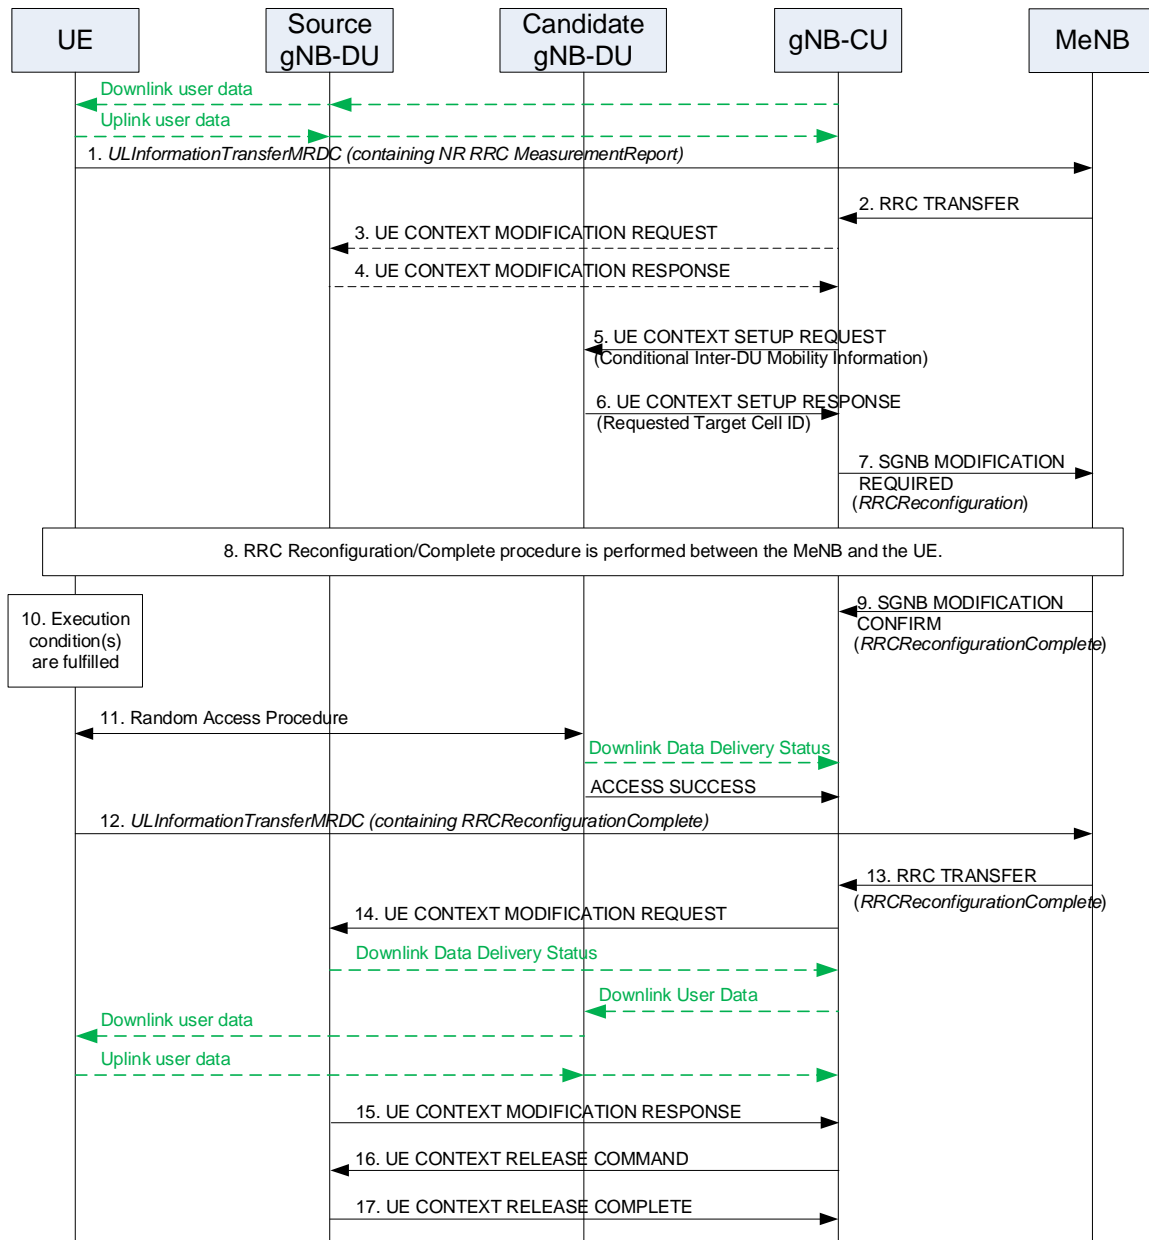 UE
Source
gNB-DU
Candidate
gNB-DU
gNB-CU
MeNB
Downlink user data
Uplink user data
1. ULInformationTransferMRDC (containing NR RRC MeasurementReport)
2. RRC TRANSFER
3. UE CONTEXT MODIFICATION REQUEST
4. UE CONTEXT MODIFICATION RESPONSE
5. UE CONTEXT SETUP REQUEST
(Conditional Inter-DU Mobility Information)
6. UE CONTEXT SETUP RESPONSE
(Requested Target Cell ID)
7. SGNB MODIFICATION
REQUIRED
(RRCReconfiguration)
8. RRC Reconfiguration/Complete procedure is performed between the MeNB and the UE.
9. SGNB MODIFICATION
CONFIRM
(RRCReconfigurationComplete)
10. Execution
condition(s)
are fulfilled
11. Random Access Procedure
Downlink Data Delivery Status
ACCESS SUCCESS
12. ULInformationTransferMRDC (containing RRCReconfigurationComplete)
13. RRC TRANSFER
(RRCReconfigurationComplete)
14. UE CONTEXT MODIFICATION REQUEST
Downlink Data Delivery Status
Downlink User Data
Downlink user data
Uplink user data
15. UE CONTEXT MODIFICATION RESPONSE
16. UE CONTEXT RELEASE COMMAND
17. UE CONTEXT RELEASE COMPLETE